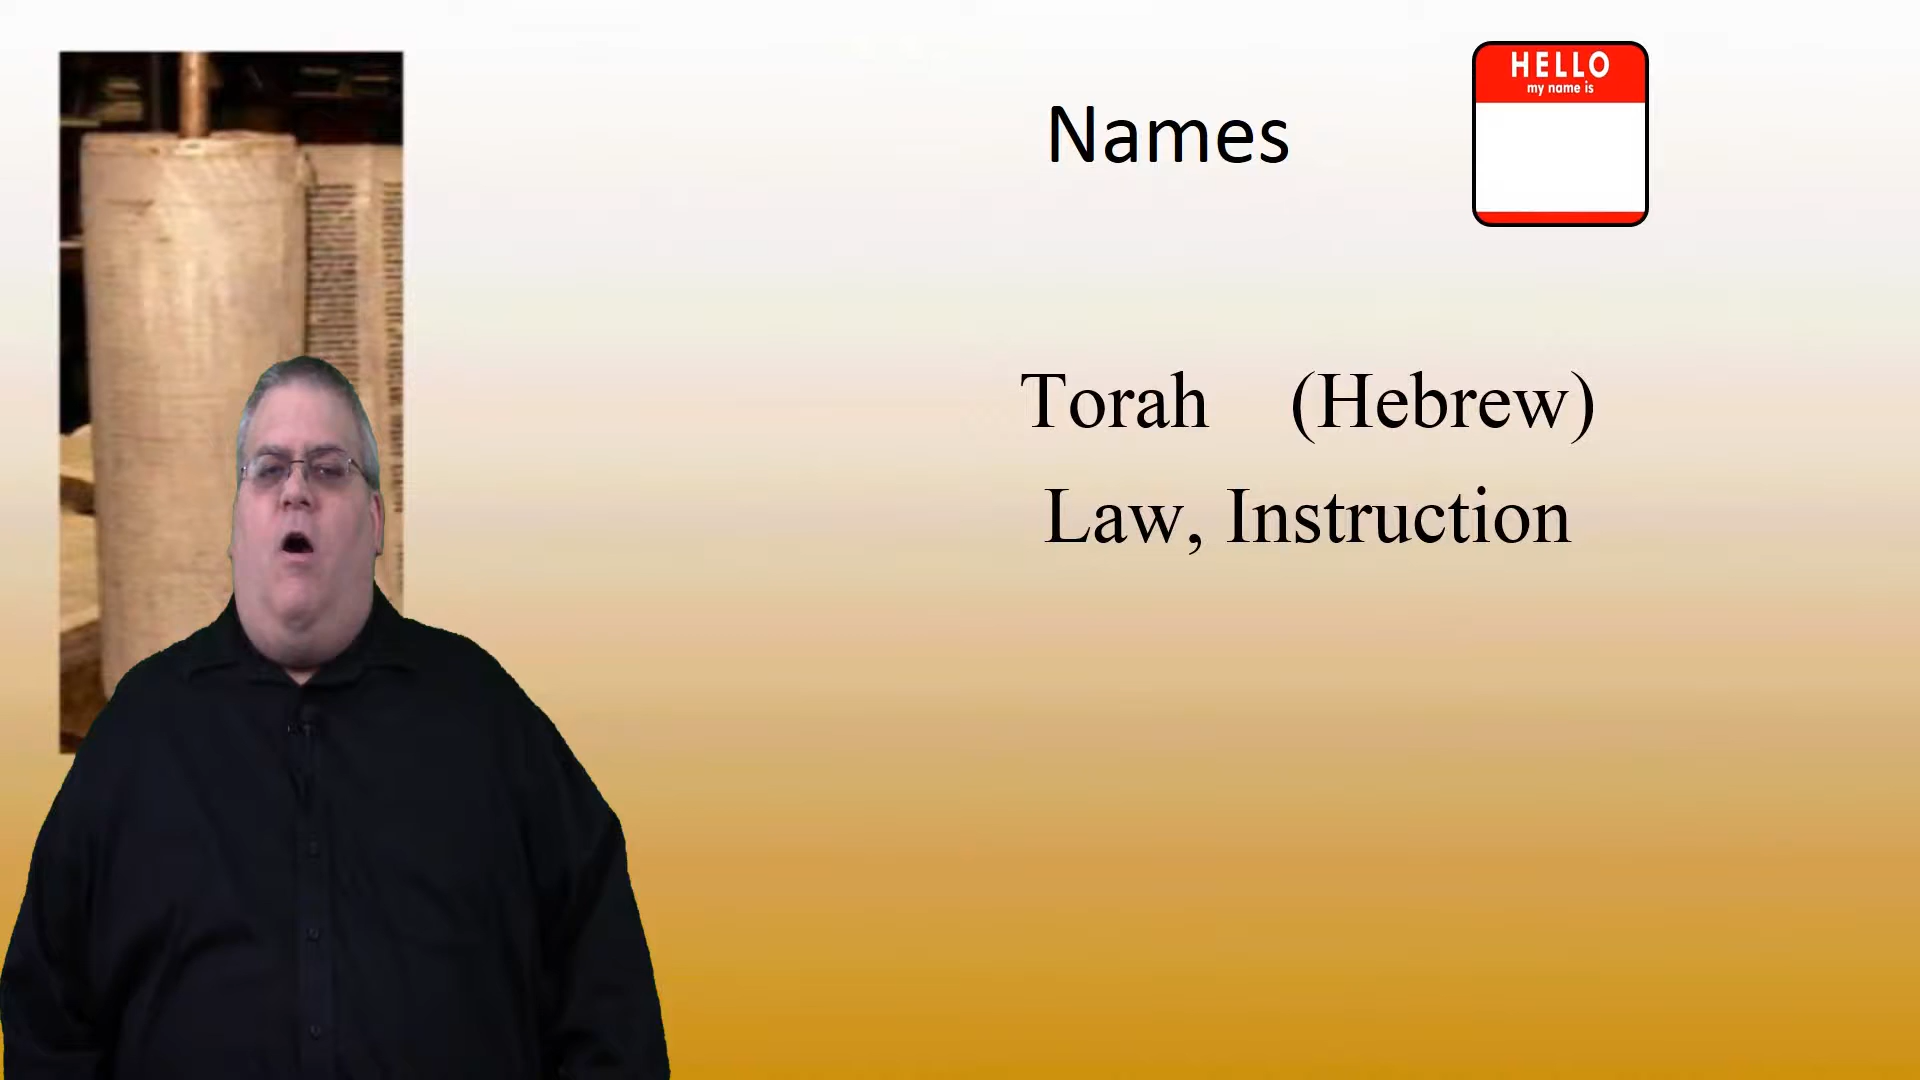 Names
HELLO
my name is
Torah (Hebrew)
Law, Instruction